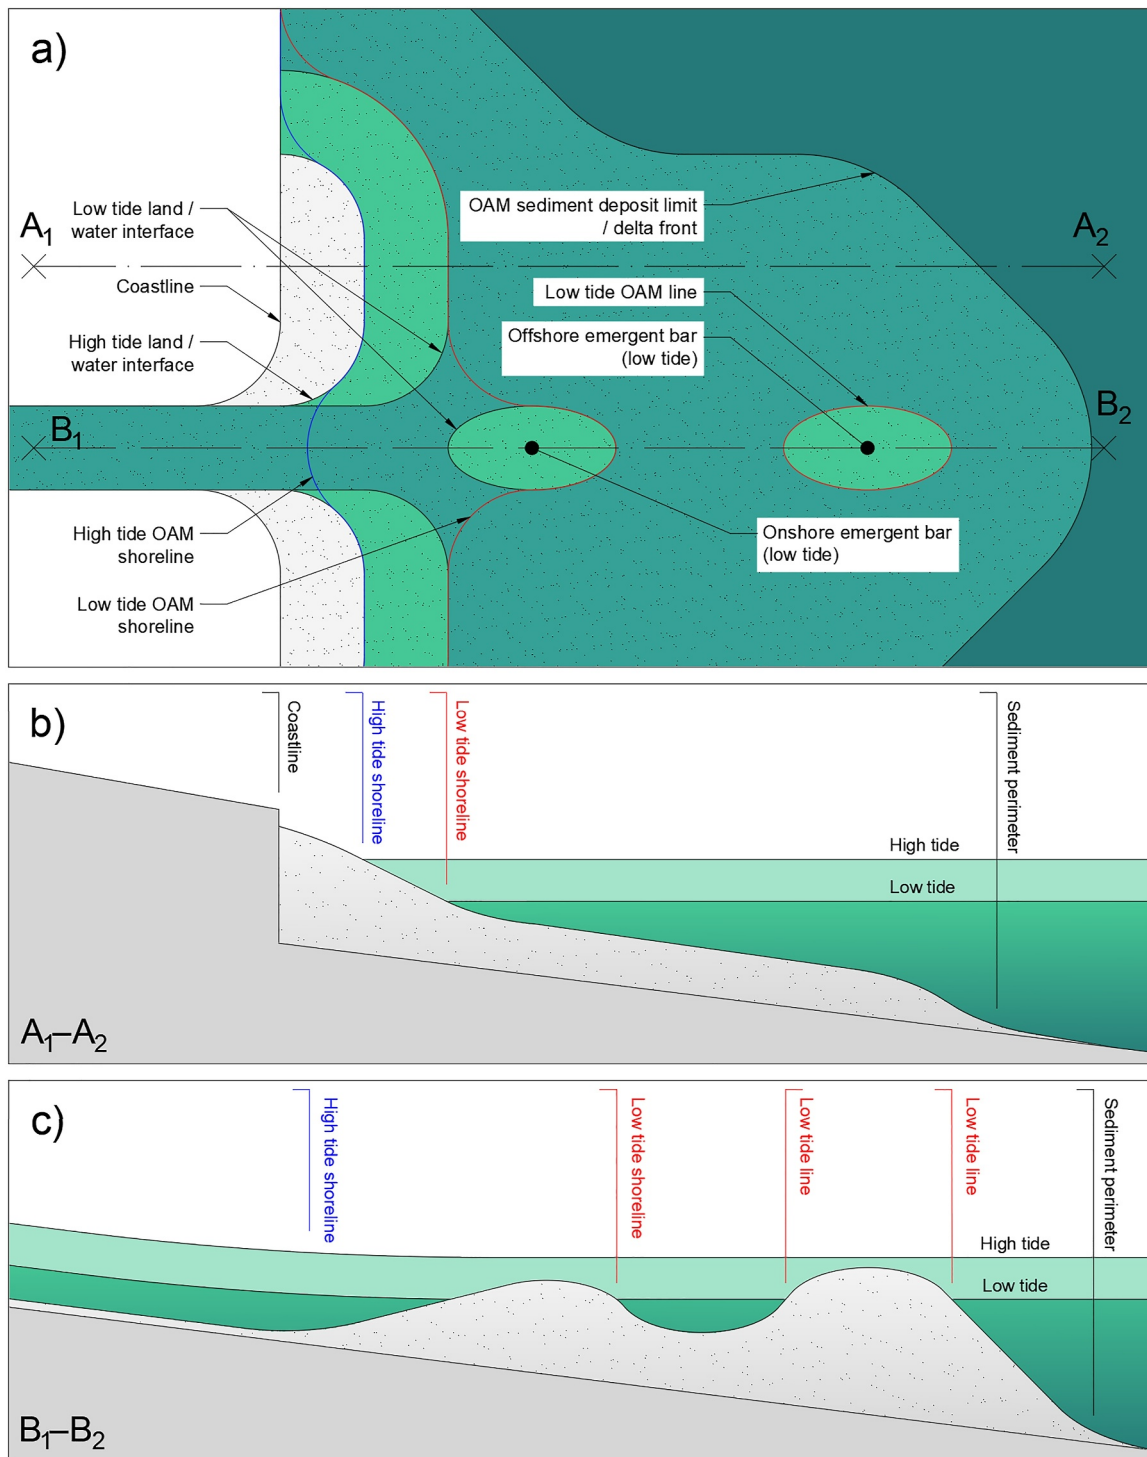 a)
Low tide land /
water interface
A1
A2
Coastline
High tide land /
water interface
B1
B2
High tide OAM
shoreline
Low tide OAM
shoreline
OAM sediment deposit limit
/ delta front
Low tide OAM line
Offshore emergent bar
(low tide)
Onshore emergent bar
(low tide)
b)
Coastline
High tide shoreline
Low tide shoreline
Sediment perimeter
High tide
Low tide
A1–A2
c)
High tide shoreline
Low tide shoreline
Low tide line
Low tide line
Sediment perimeter
High tide
Low tide
B1–B2